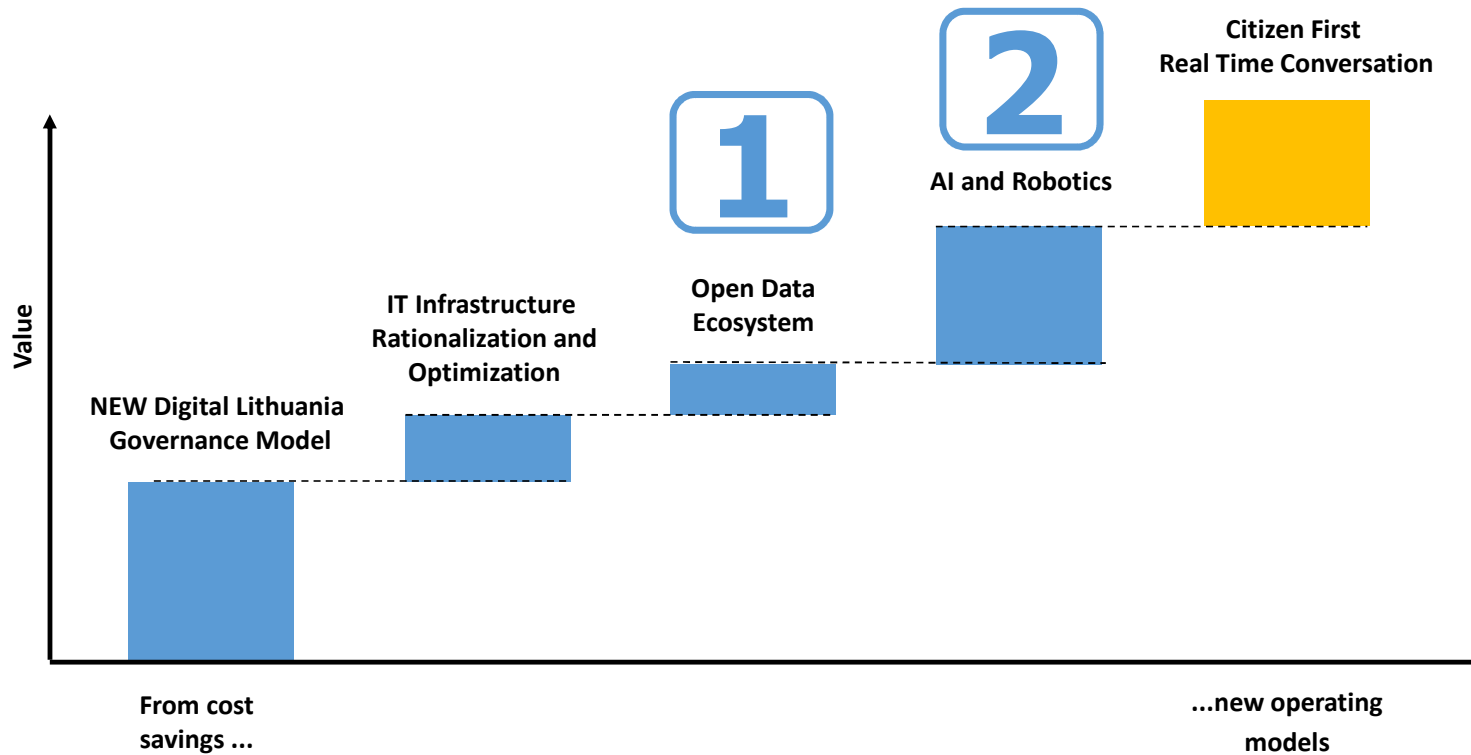 Citizen First
Real Time Conversation
2
1
AI and Robotics
Open Data
Ecosystem
IT Infrastructure
Rationalization and
Optimization
NEW Digital Lithuania
Governance Model
Value
From cost
savings ...
...new operating
models